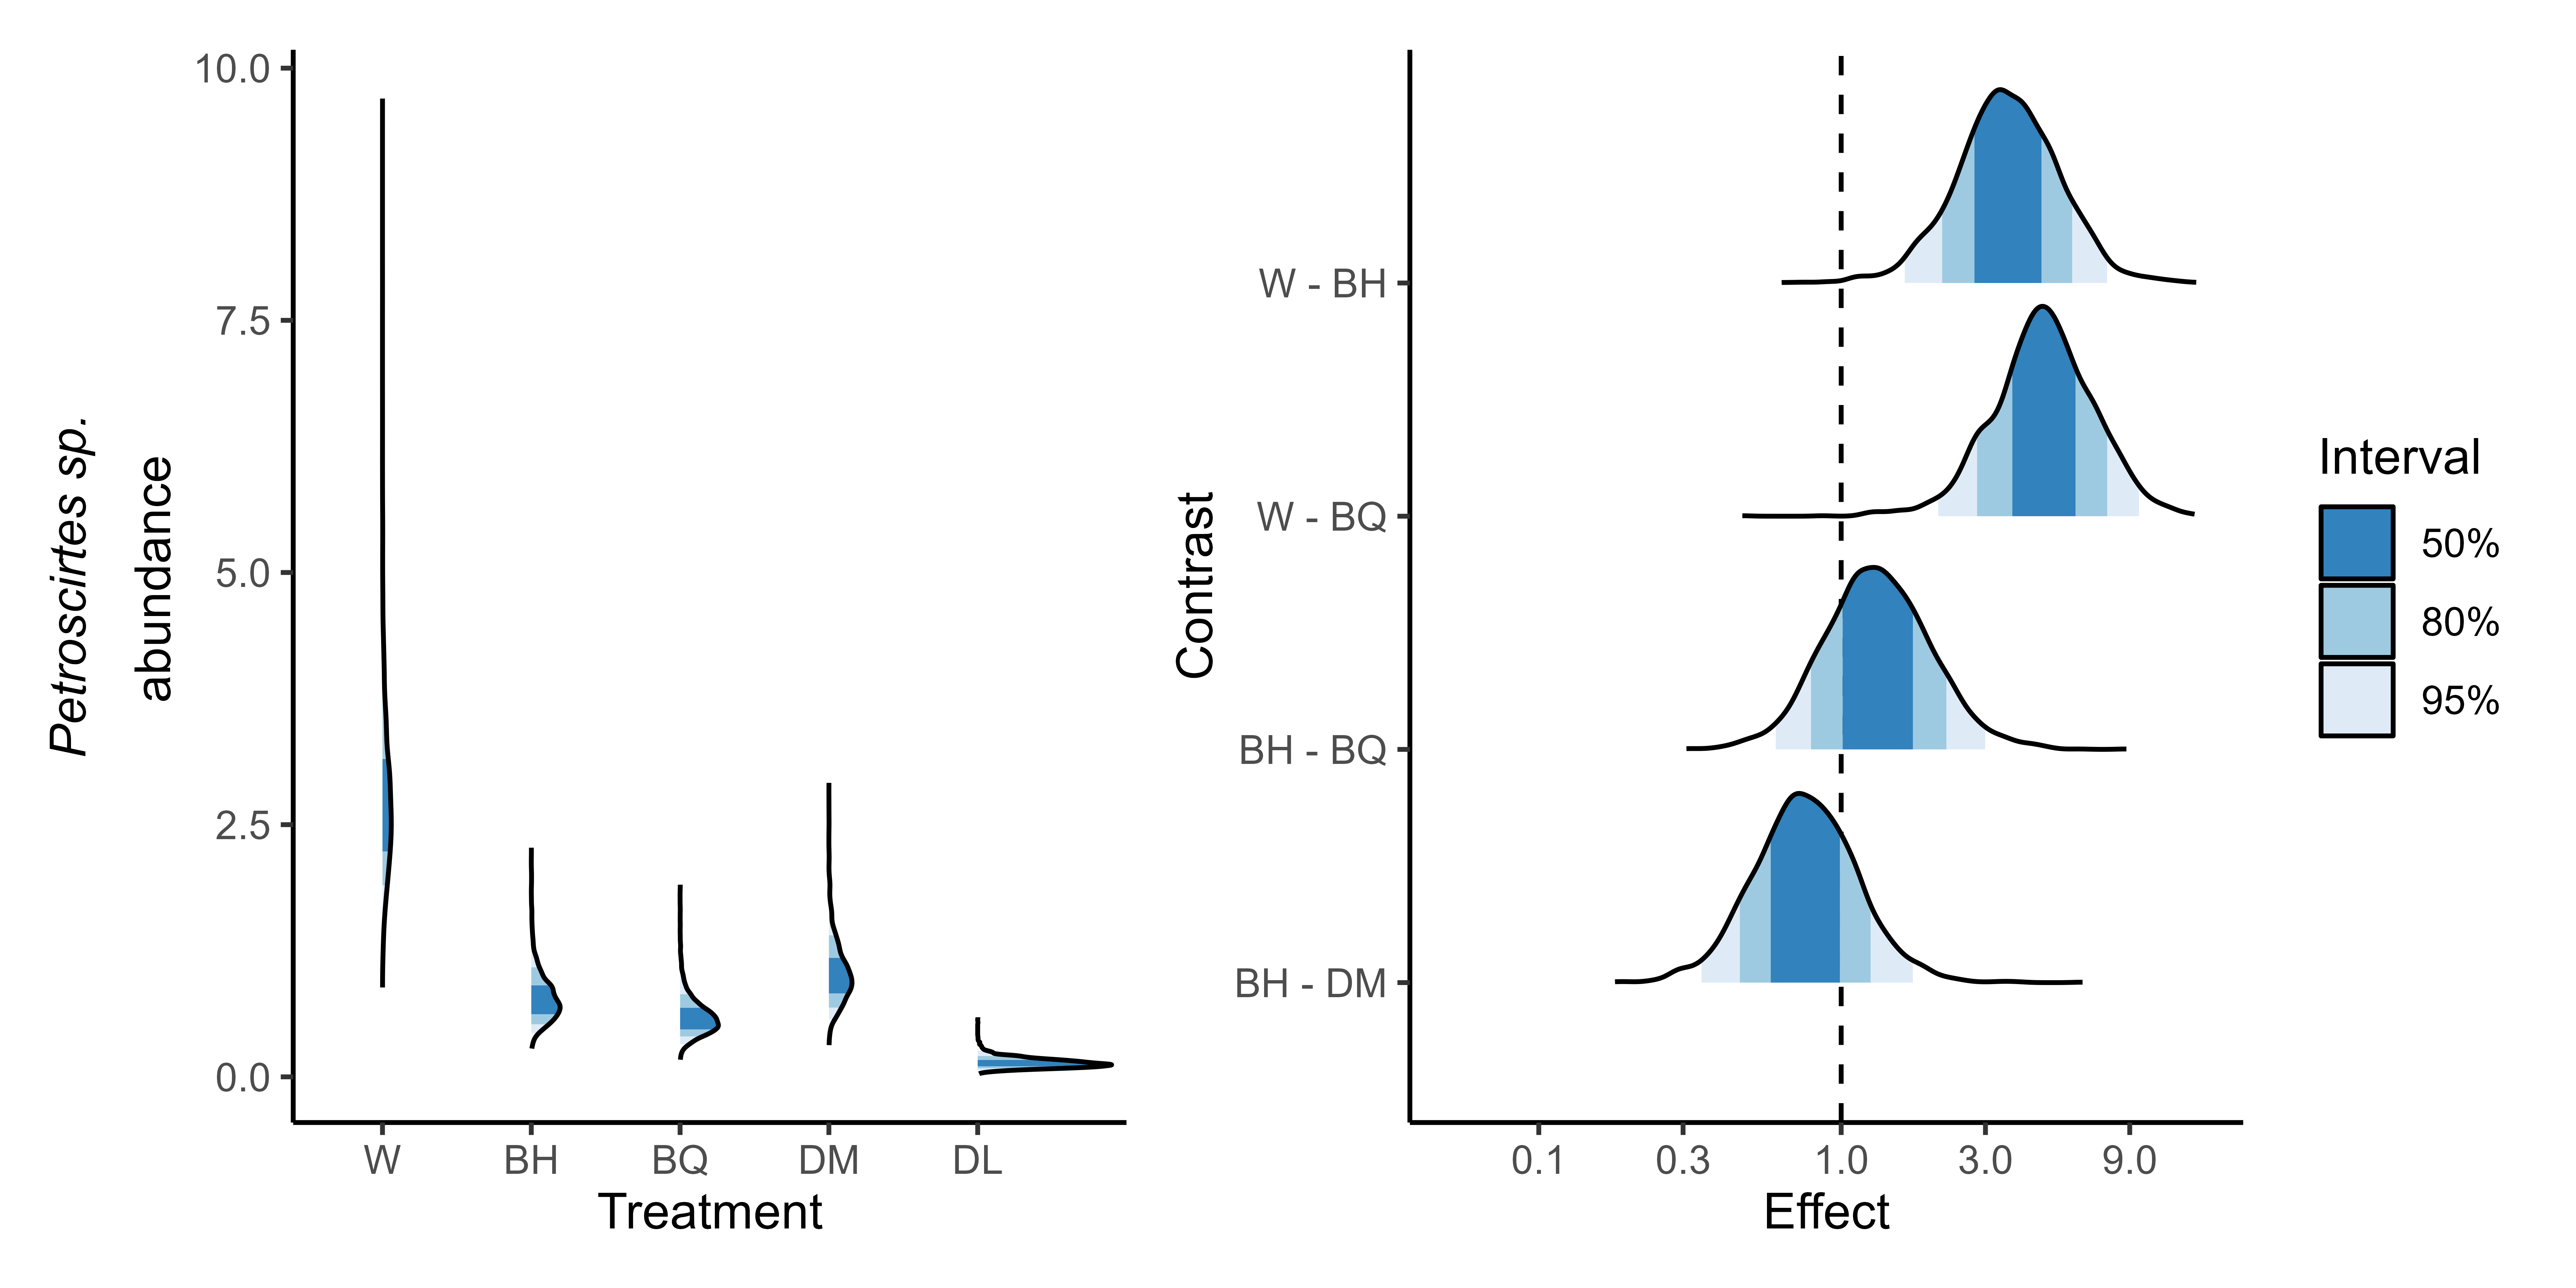 Petroscirtes sp.
abundance
10.0
7.5
5.0
2.5
0.0
W
BH
BQ
DM
DL
Treatment
Contrast
W - BH
W - BQ
BH - BQ
BH - DM
0.1
0.3
1.0
3.0
9.0
Effect
Interval
50%
80%
95%